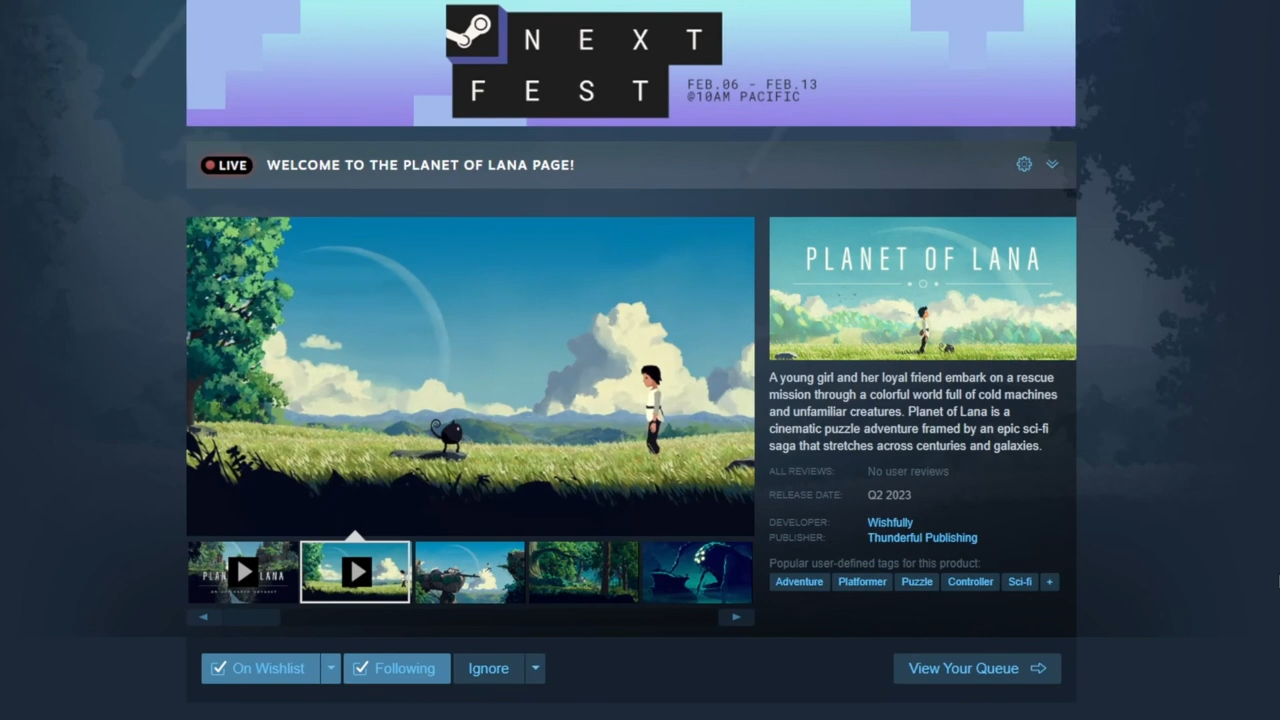 NEXT
FEST
FEB.06 - FEB.13
@10AM PACIFIC
LIVE
WELCOME TO THE PLANET OF LANA PAGE!
PLANET OF LANA
A young girl and her loyal friend embark on a rescue
mission through a colorful world full of cold machines
and unfamiliar creatures. Planet of Lana is a
cinematic puzzle adventure framed by an epic sci-fi
saga that stretches across centuries and galaxies.
ALL REVIEWS: No user reviews
RELEASE DATE: Q2 2023
DEVELOPER: Wishfully
PUBLISHER: Thunderful Publishing
Popular user-defined tags for this product:
Adventure Platformer Puzzle Controller Sci-fi +
On Wishlist Following Ignore View Your Queue